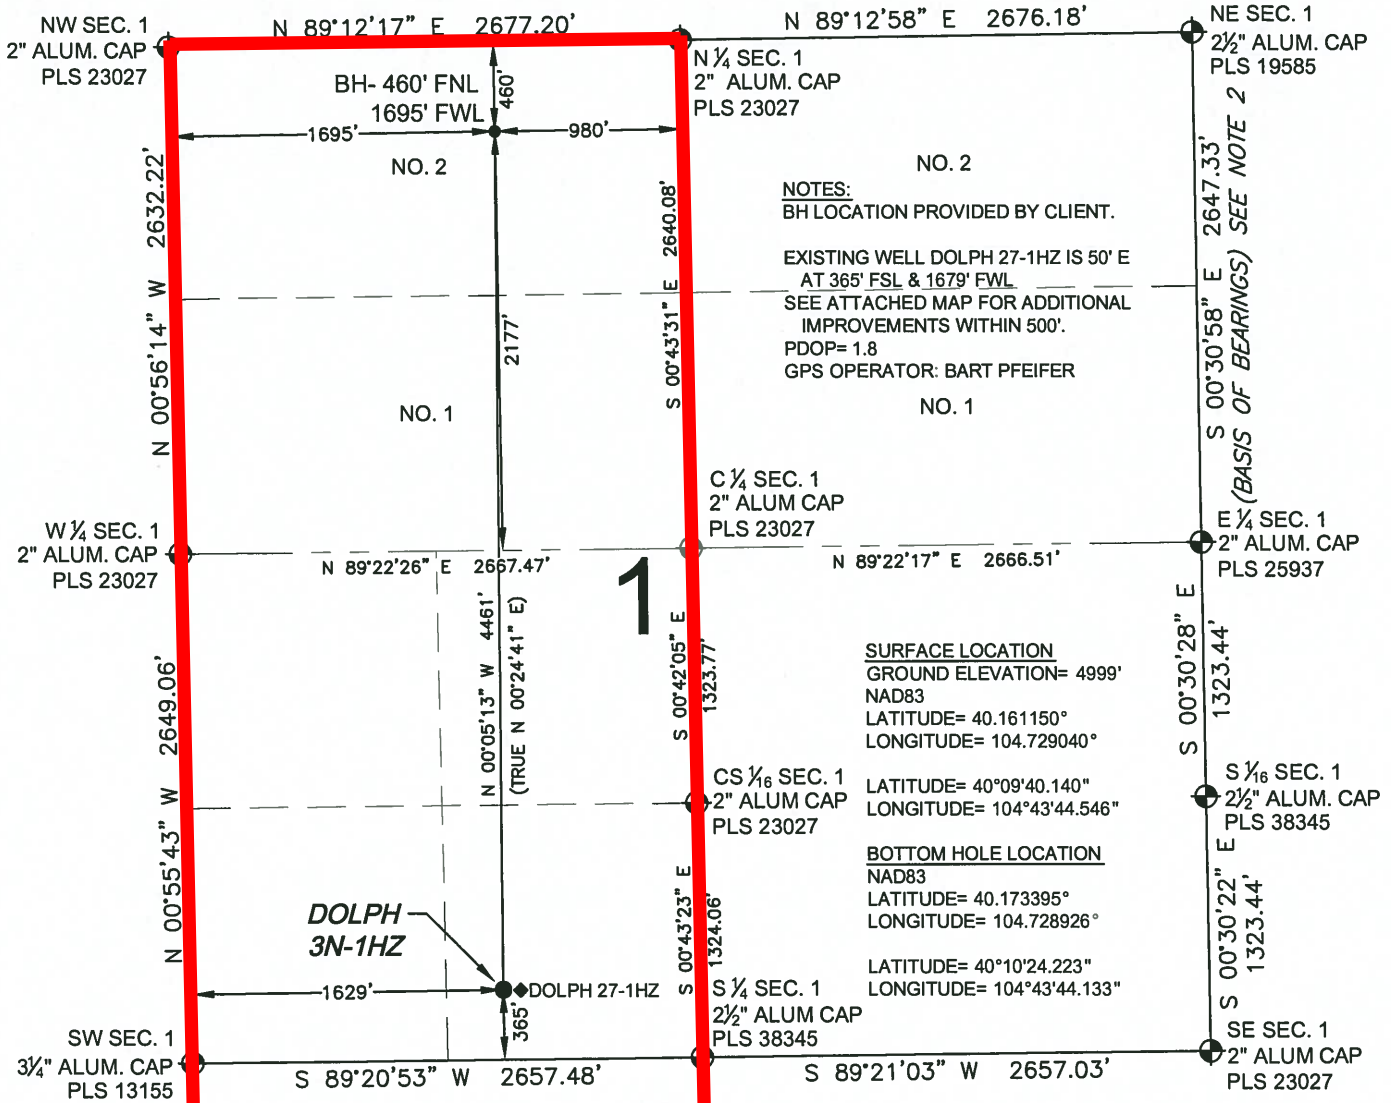 NW SEC. 1
2" ALUM. CAP
PLS 23027
N 89°12'17" E 2677.20'
N 89°12'58" E 2676.18'
NE SEC. 1
2½" ALUM. CAP
PLS 19585
N ¼ SEC. 1
2" ALUM. CAP
PLS 23027
BH- 460' FNL
1695' FWL
460'
1695'
980'
NO. 2
NO. 2
N 00°56'14" W 2632.22'
2177'
S 00°43'31" E 2640.08'
S 00°30'58" E 2647.33'
(BASIS OF BEARINGS) SEE NOTE 2
NOTES:
BH LOCATION PROVIDED BY CLIENT.
EXISTING WELL DOLPH 27-1HZ IS 50' E
AT 365' FSL & 1679' FWL
SEE ATTACHED MAP FOR ADDITIONAL
IMPROVEMENTS WITHIN 500'.
PDOP= 1.8
GPS OPERATOR: BART PFEIFER
NO. 1
NO. 1
C ¼ SEC. 1
2" ALUM CAP
PLS 23027
W ¼ SEC. 1
2" ALUM. CAP
PLS 23027
E ¼ SEC. 1
2" ALUM. CAP
PLS 25937
N 89°22'26" E 2667.47'
N 89°22'17" E 2666.51'
1
N 00°55'43" W 2649.06'
N 00°05'13" W 4461'
(TRUE N 00°24'41" E)
S 00°42'05" E
1323.77'
S 00°30'28" E
1323.44'
SURFACE LOCATION
GROUND ELEVATION= 4999'
NAD83
LATITUDE= 40.161150°
LONGITUDE= 104.729040°
LATITUDE= 40°09'40.140"
LONGITUDE= 104°43'44.546"
CS 1/16 SEC. 1
2" ALUM CAP
PLS 23027
S 1/16 SEC. 1
2½" ALUM. CAP
PLS 38345
BOTTOM HOLE LOCATION
NAD83
LATITUDE= 40.173395°
LONGITUDE= 104.728926°
LATITUDE= 40°10'24.223"
LONGITUDE= 104°43'44.133"
DOLPH
3N-1HZ
S 00°43'23" E
1324.06'
S 00°30'22" E
1323.44'
1629'
DOLPH 27-1HZ
365'
S ¼ SEC. 1
2½" ALUM CAP
PLS 38345
SW SEC. 1
3¼" ALUM. CAP
PLS 13155
SE SEC. 1
2" ALUM CAP
PLS 23027
S 89°20'53" W 2657.48'
S 89°21'03" W 2657.03'